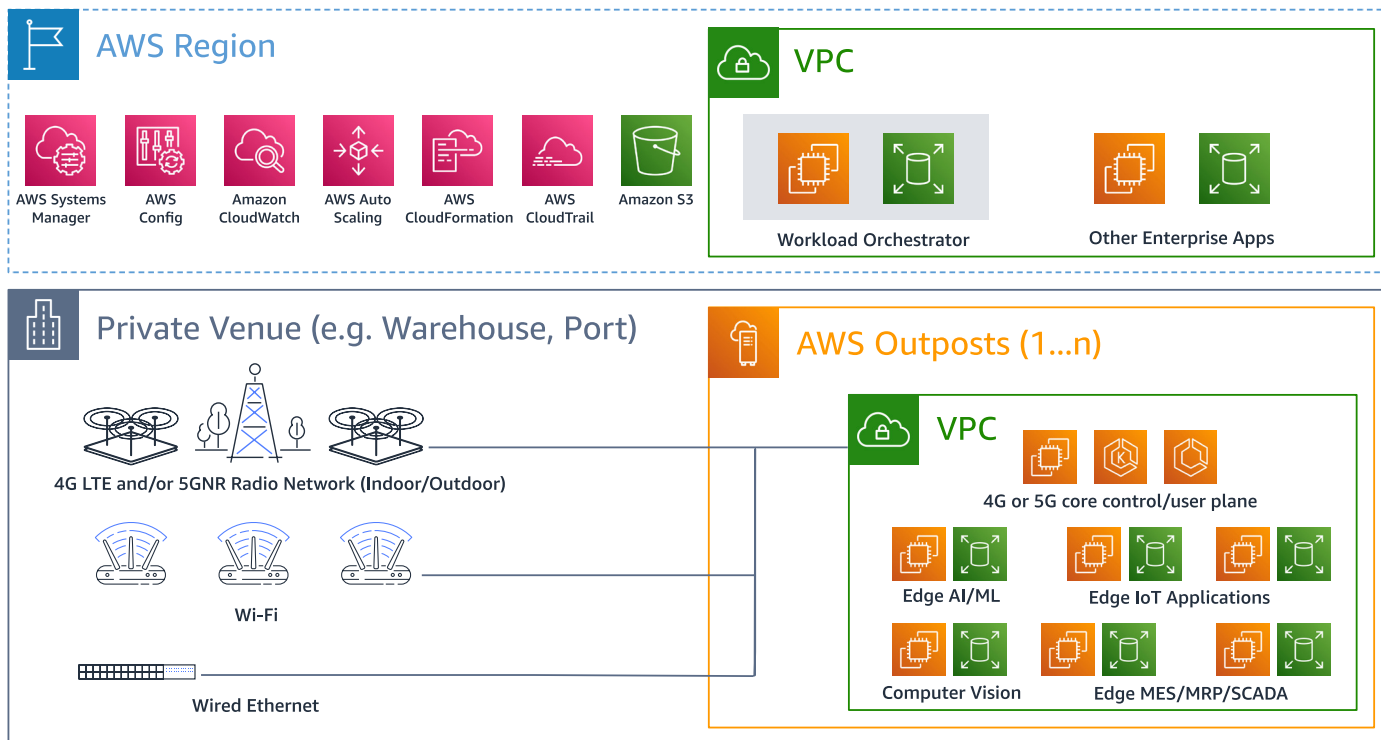 AWS Region
VPC
AWS Systems
Manager
AWS
Config
Amazon
CloudWatch
AWS Auto
Scaling
AWS
CloudFormation
AWS
CloudTrail
Amazon S3
Workload Orchestrator
Other Enterprise Apps
Private Venue (e.g. Warehouse, Port)
AWS Outposts (1...n)
VPC
K
4G LTE and/or 5GNR Radio Network (Indoor/Outdoor)
4G or 5G core control/user plane
Edge AI/ML
Edge IoT Applications
Wi-Fi
Computer Vision
Edge MES/MRP/SCADA
Wired Ethernet